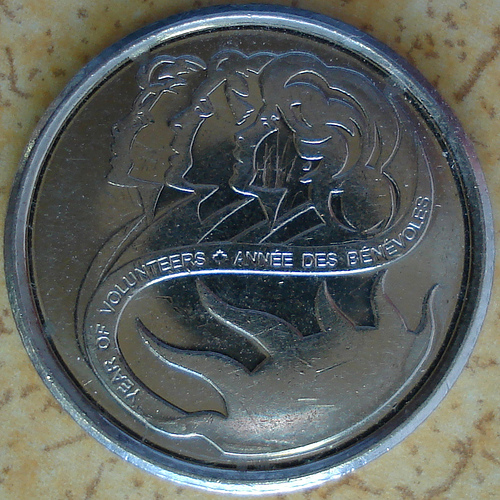 YEAR OF VOLUNTEERS ✦ ANNÉE DES BÉNÉVOLES